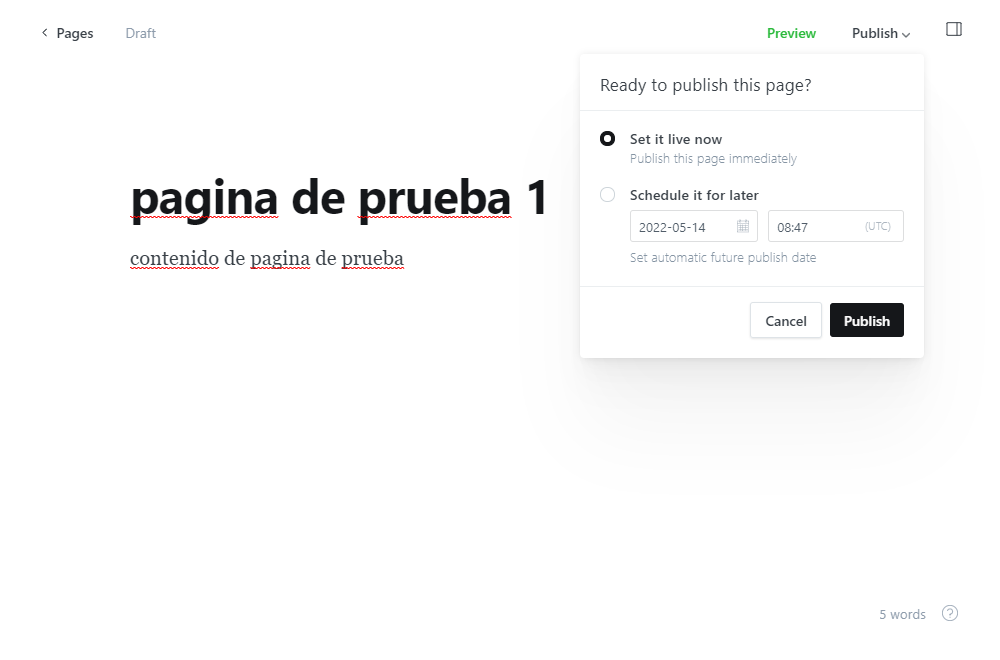 Pages Draft Preview Publish
Ready to publish this page?
Set it live now
Publish this page immediately
Schedule it for later
2022-05-14 08:47 (UTC)
Set automatic future publish date
Cancel Publish
pagina de prueba 1
contenido de pagina de prueba
5 words ?